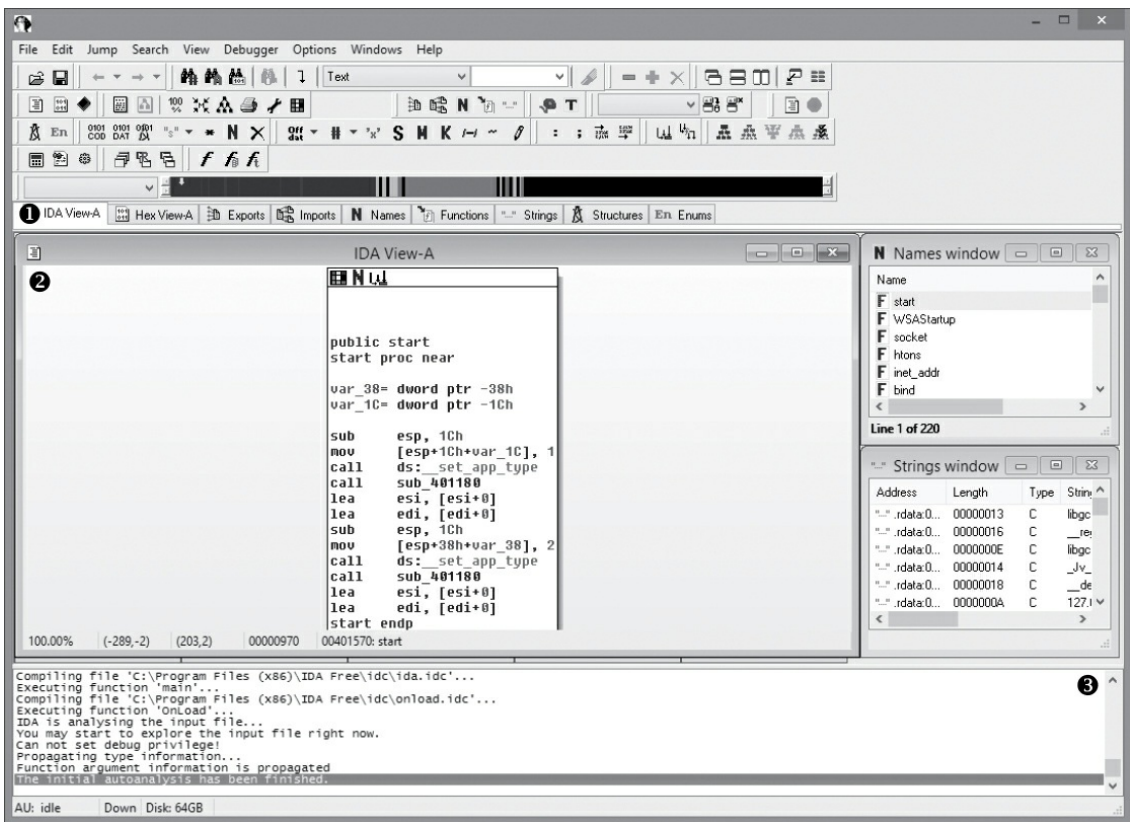 File Edit Jump Search View Debugger Options Windows Help
Text
En
N
S M K
❶ IDA View-A Hex View-A Exports Imports N Names Functions Strings Structures En Enums
IDA View-A
❷
public start
start proc near
var_38= dword ptr -38h
var_1C= dword ptr -1Ch
sub esp, 1Ch
mov [esp+1Ch+var_1C], 1
call ds:__set_app_type
call sub_401180
lea esi, [esi+0]
lea edi, [edi+0]
sub esp, 1Ch
mov [esp+38h+var_38], 2
call ds:__set_app_type
call sub_401180
lea esi, [esi+0]
lea edi, [edi+0]
start endp
100.00% (-289,-2) (203,2) 00000970 00401570: start
N Names window
Name
F start
F WSAStartup
F socket
F htons
F inet_addr
F bind
Line 1 of 220
Strings window
Address Length Type
.rdata:0... 00000013 C libgc
.rdata:0... 00000016 C
.rdata:0... 0000000E C libgc
.rdata:0... 00000014 C _Jv_
.rdata:0... 00000018 C __de
.rdata:0... 0000000A C
Compiling file 'C:\Program Files (x86)\IDA Free\idc\ida.idc'...
Executing function 'main'...
Compiling file 'C:\Program Files (x86)\IDA Free\idc\onload.idc'...
Executing function 'OnLoad'...
IDA is analysing the input file...
You may start to explore the input file right now.
Can not set debug privilege!
Propagating type information...
Function argument information is propagated
The initial autoanalysis has been finished.
❸
AU: idle Down Disk: 64GB